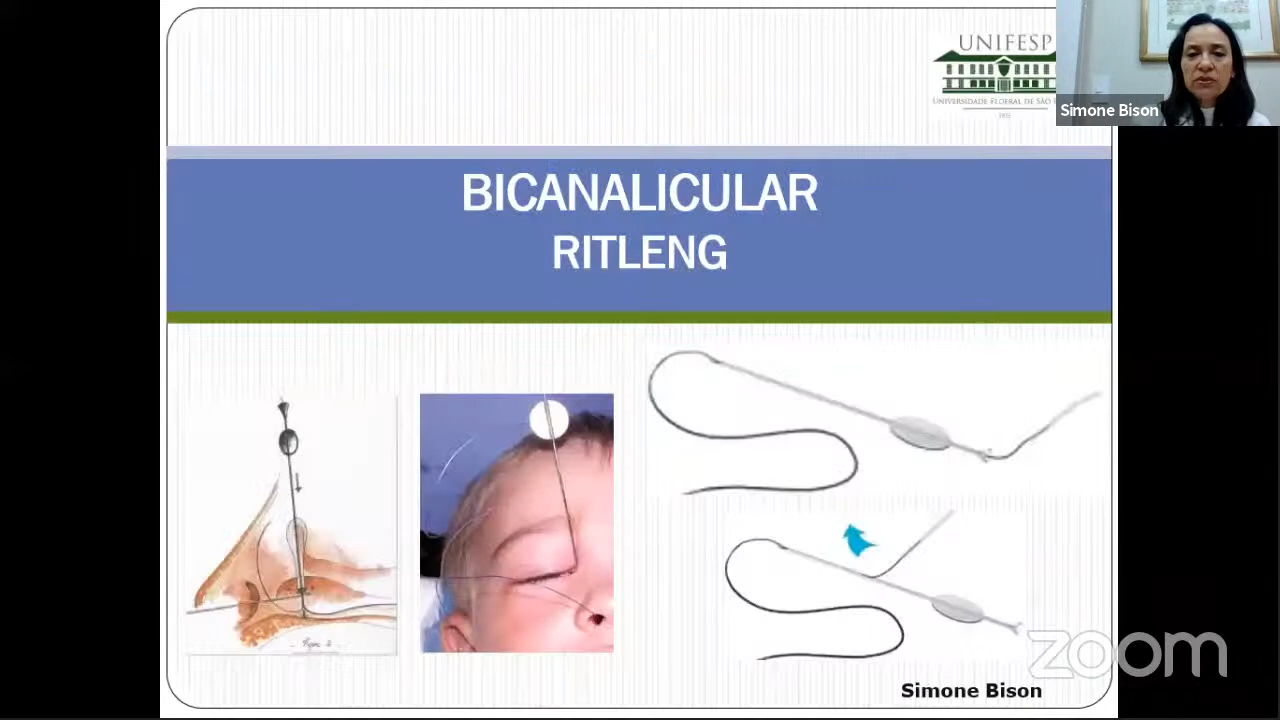 UNIFESP
UNIVERSIDADE FEDERAL DE SÃO
Simone Bison
BICANALICULAR
RITLENG
zoom
Simone Bison